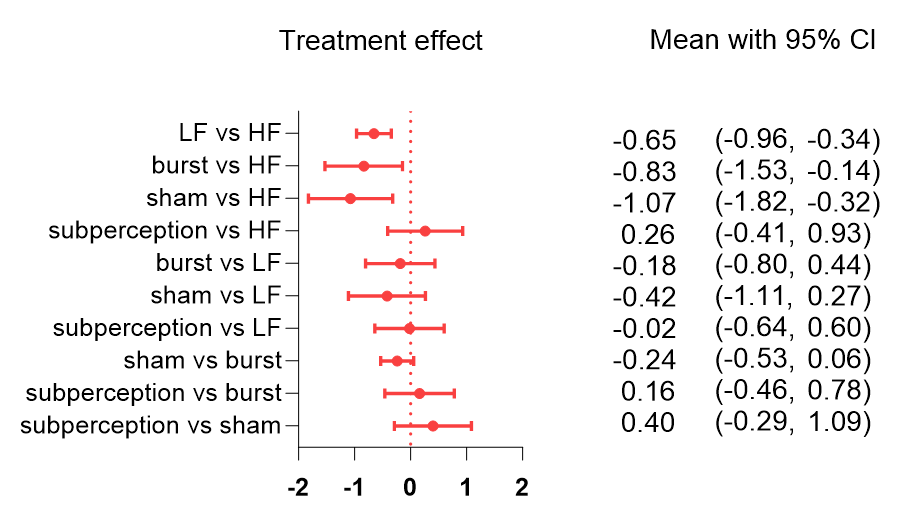 Treatment effect Mean with 95% CI
LF vs HF -0.65 (-0.96, -0.34)
burst vs HF -0.83 (-1.53, -0.14)
sham vs HF -1.07 (-1.82, -0.32)
subperception vs HF 0.26 (-0.41, 0.93)
burst vs LF -0.18 (-0.80, 0.44)
sham vs LF -0.42 (-1.11, 0.27)
subperception vs LF -0.02 (-0.64, 0.60)
sham vs burst -0.24 (-0.53, 0.06)
subperception vs burst 0.16 (-0.46, 0.78)
subperception vs sham 0.40 (-0.29, 1.09)
-2 -1 0 1 2